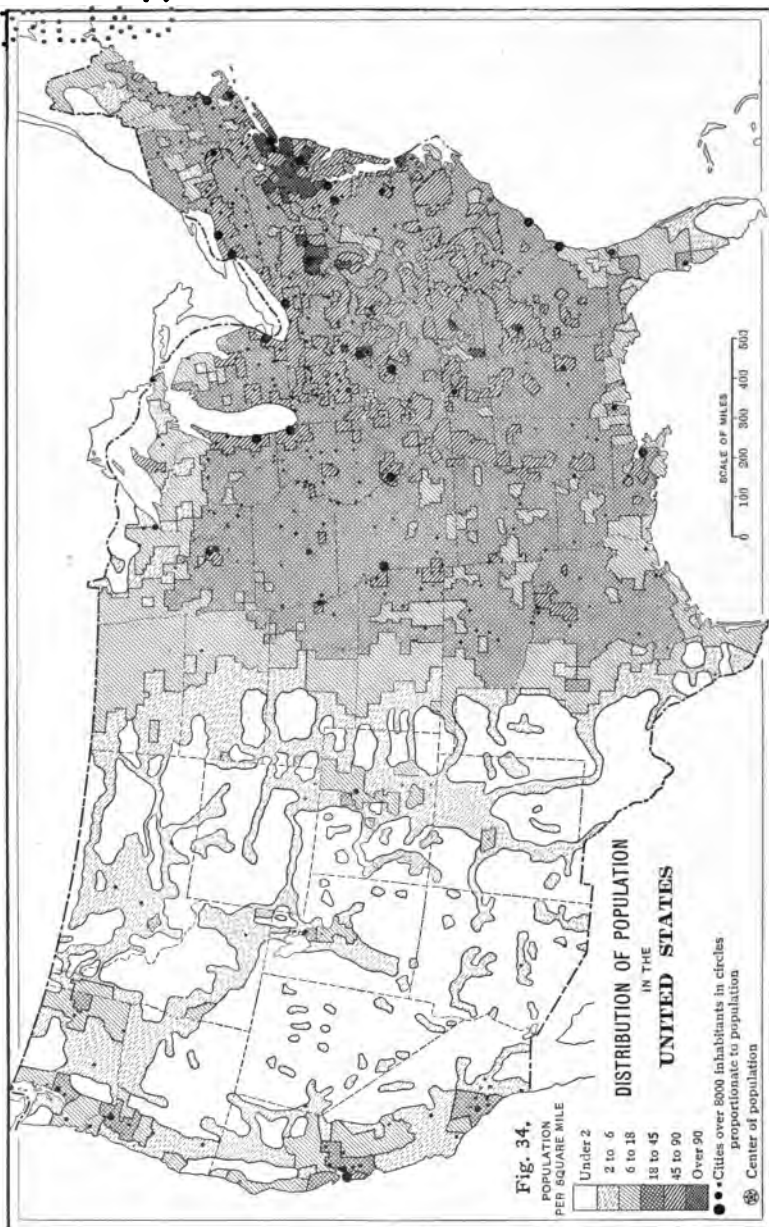 Fig. 34.
POPULATION
PER SQUARE MILE
Under 2
2 to 6
6 to 18
18 to 45
45 to 90
Over 90
Cities over 8000 inhabitants in circles
proportionate to population
Center of population
DISTRIBUTION OF POPULATION
IN THE
UNITED STATES
SCALE OF MILES
0 100 200 300 400 500